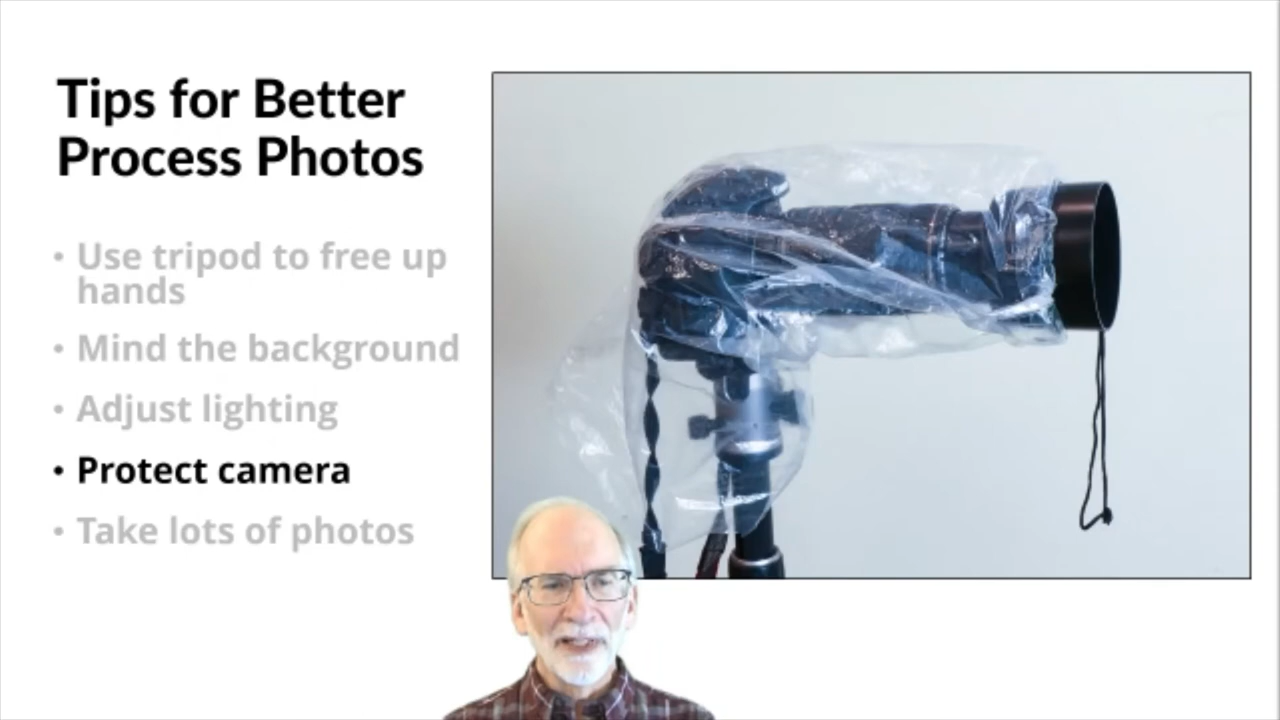 Tips for Better
Process Photos
• Use tripod to free up
hands
• Mind the background
• Adjust lighting
• Protect camera
• Take lots of photos